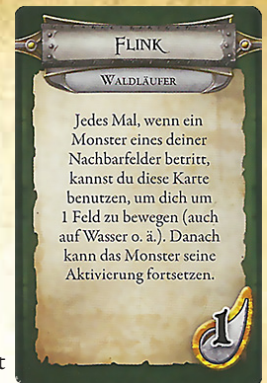 FLINK
WALDLÄUFER
Jedes Mal, wenn ein
Monster eines deiner
Nachbarfelder betritt,
kannst du diese Karte
benutzen, um dich um
1 Feld zu bewegen (auch
auf Wasser o. ä.). Danach
kann das Monster seine
Aktivierung fortsetzen.
1
t